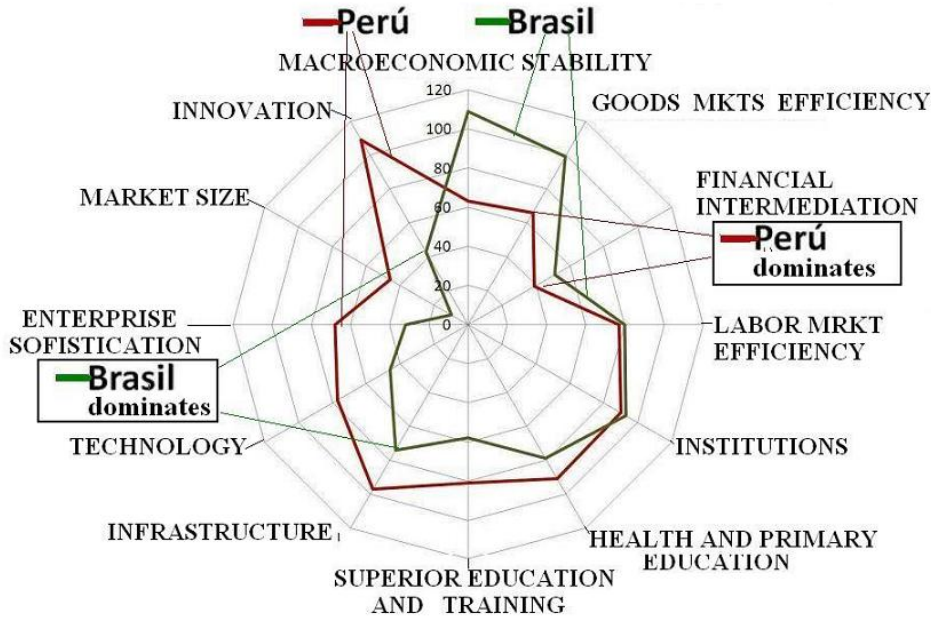 Perú Brasil
MACROECONOMIC STABILITY
120
INNOVATION
GOODS MKTS EFFICIENCY
100
MARKET SIZE
80
FINANCIAL
INTERMEDIATION
60
Perú
dominates
40
20
ENTERPRISE
SOFISTICATION
0
LABOR MRKT
EFFICIENCY
Brasil
dominates
TECHNOLOGY
INSTITUTIONS
INFRASTRUCTURE
HEALTH AND PRIMARY
EDUCATION
SUPERIOR EDUCATION
AND TRAINING